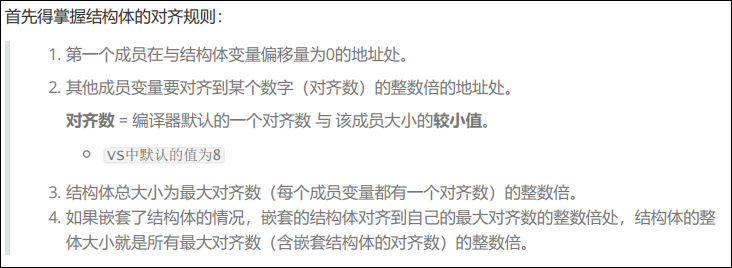 首先得掌握结构体的对齐规则：
1. 第一个成员在与结构体变量偏移量为0的地址处。
2. 其他成员变量要对齐到某个数字（对齐数）的整数倍的地址处。
对齐数 = 编译器默认的一个对齐数 与 该成员大小的较小值。
VS中默认的值为8
3. 结构体总大小为最大对齐数（每个成员变量都有一个对齐数）的整数倍。
4. 如果嵌套了结构体的情况，嵌套的结构体对齐到自己的最大对齐数的整数倍处，结构体的整
体大小就是所有最大对齐数（含嵌套结构体的对齐数）的整数倍。